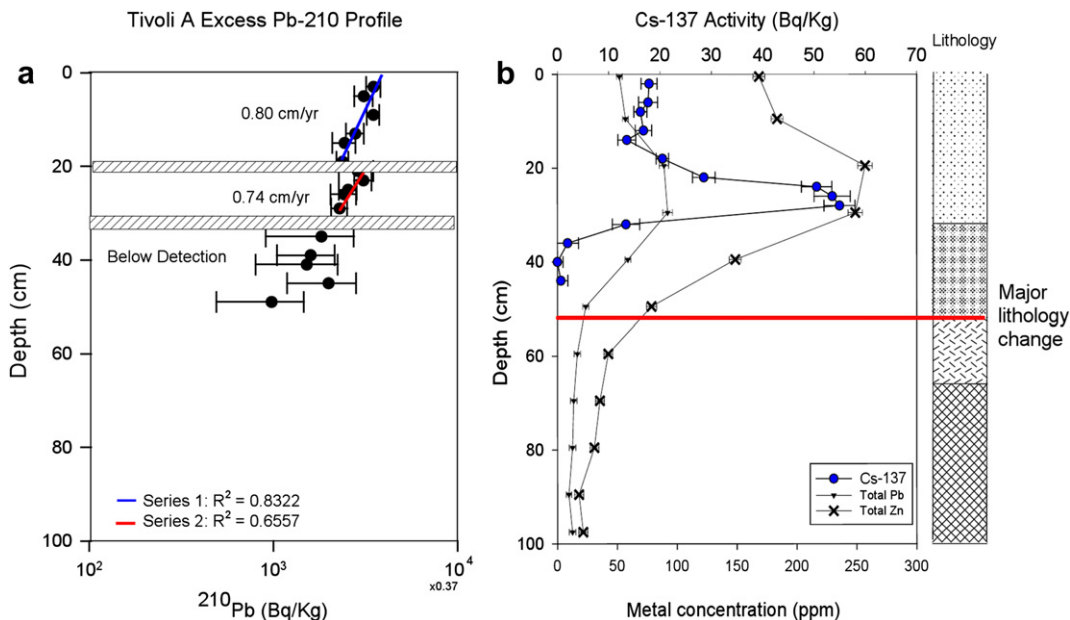 Tivoli A Excess Pb-210 Profile
a
0
20
40
60
80
100
Depth (cm)
0.80 cm/yr
0.74 cm/yr
Below Detection
Series 1: R² = 0.8322
Series 2: R² = 0.6557
10² 10³ 10⁴
x0.37
²¹⁰Pb (Bq/Kg)
Cs-137 Activity (Bq/Kg)
0 10 20 30 40 50 60 70
b
0
20
40
60
80
100
Depth (cm)
Cs-137
Total Pb
Total Zn
0 50 100 150 200 250 300
Metal concentration (ppm)
Lithology
Major
lithology
change